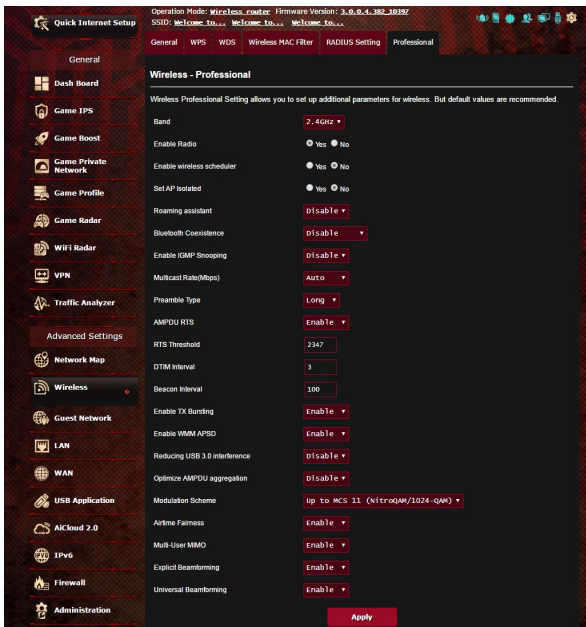 Quick Internet Setup
Operation Mode: Wireless router Firmware Version: 3.0.0.4.382_10397
SSID: Welcome to... Welcome to... Welcome to...
General WPS WDS Wireless MAC Filter RADIUS Setting Professional
General
Dash Board
Game IPS
Game Boost
Game Private
Network
Game Profile
Game Radar
WiFi Radar
VPN
Traffic Analyzer
Advanced Settings
Network Map
Wireless
Guest Network
LAN
WAN
USB Application
AiCloud 2.0
IPv6
Firewall
Administration
Wireless - Professional
Wireless Professional Setting allows you to set up additional parameters for wireless. But default values are recommended.
Band 2.4GHz
Enable Radio Yes No
Enable wireless scheduler Yes No
Set AP Isolated Yes No
Roaming assistant Disable
Bluetooth Coexistence Disable
Enable IGMP Snooping Disable
Multicast Rate(Mbps) Auto
Preamble Type Long
AMPDU RTS Enable
RTS Threshold 2347
DTIM Interval 3
Beacon Interval 100
Enable TX Bursting Enable
Enable WMM APSD Enable
Reducing USB 3.0 interference Disable
Optimize AMPDU aggregation Disable
Modulation Scheme Up to MCS 11 (NitroQAM/1024-QAM)
Airtime Fairness Enable
Multi-User MIMO Enable
Explicit Beamforming Enable
Universal Beamforming Enable
Apply